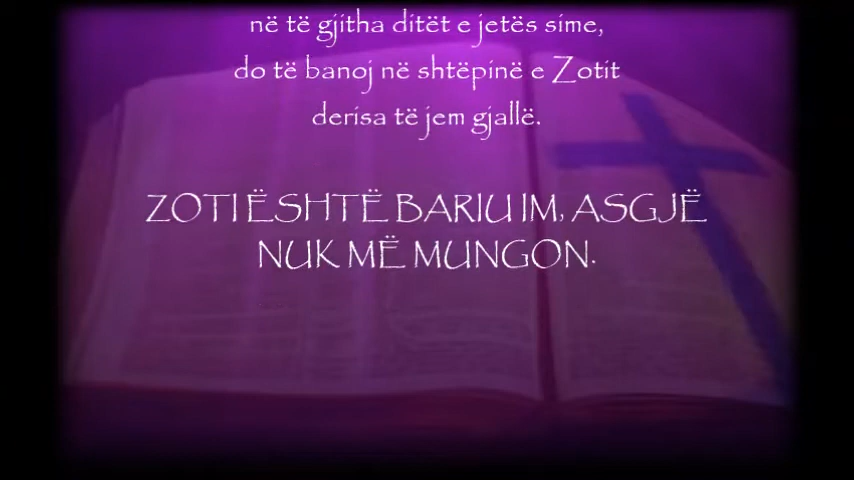 në të gjitha ditët e jetës sime,
do të banoj në shtëpinë e Zotit
derisa të jem gjallë.
ZOTI ËSHTË BARIU IM, ASGJË
NUK MË MUNGON.